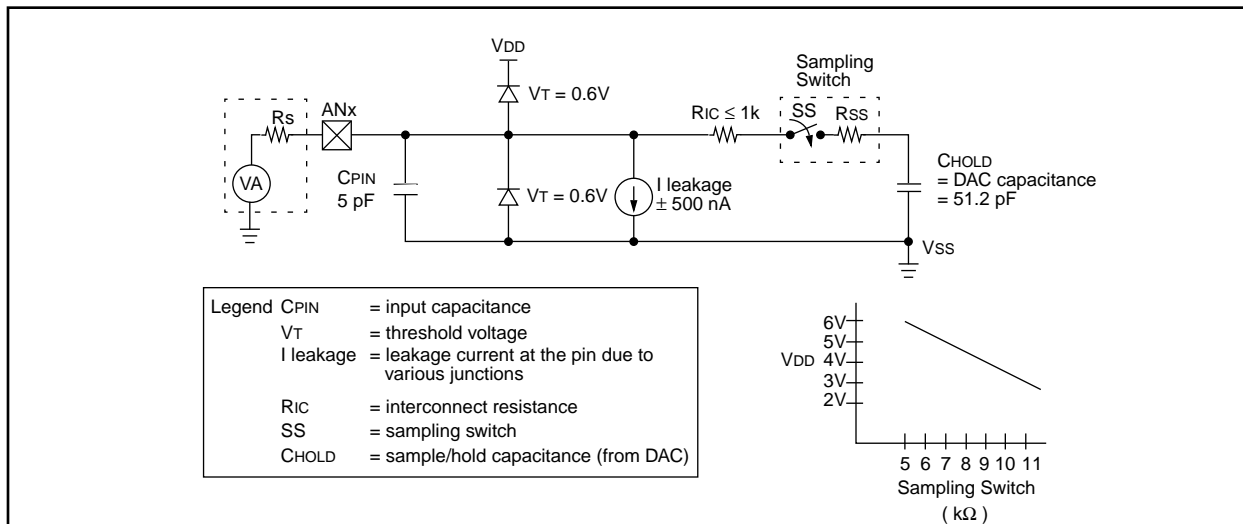 VDD
Sampling
Switch
VT = 0.6V
Rs
ANx
RIC ≤ 1k
SS
RSS
VA
CPIN
5 pF
VT = 0.6V
I leakage
± 500 nA
CHOLD
= DAC capacitance
= 51.2 pF
VSS
Legend CPIN = input capacitance
VT = threshold voltage
I leakage = leakage current at the pin due to
various junctions
RIC = interconnect resistance
SS = sampling switch
CHOLD = sample/hold capacitance (from DAC)
6V
5V
VDD 4V
3V
2V
5 6 7 8 9 10 11
Sampling Switch
( kΩ )